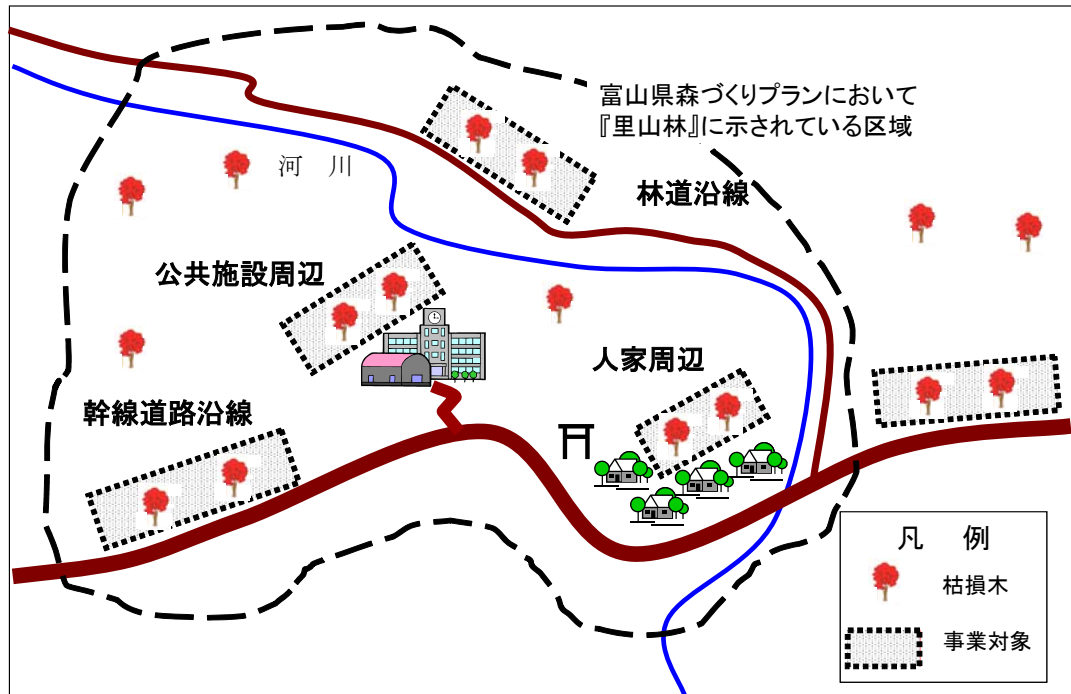 富山県森づくりプランにおいて
『里山林』に示されている区域
河 川
林道沿線
公共施設周辺
人家周辺
幹線道路沿線
凡 例
枯損木
事業対象